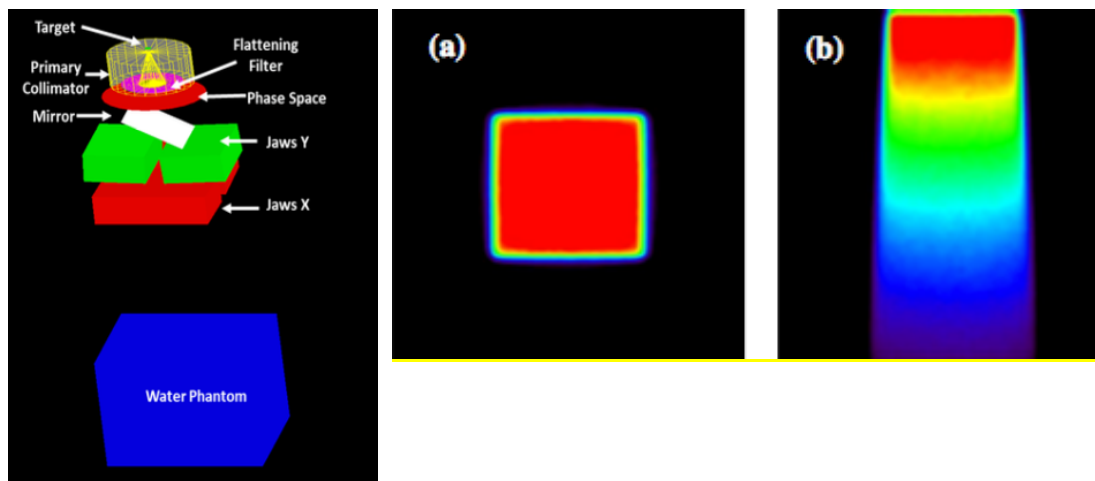 Target
Flattening
Filter
Primary
Collimator
Phase Space
Mirror
Jaws Y
Jaws X
Water Phantom
(a)
(b)